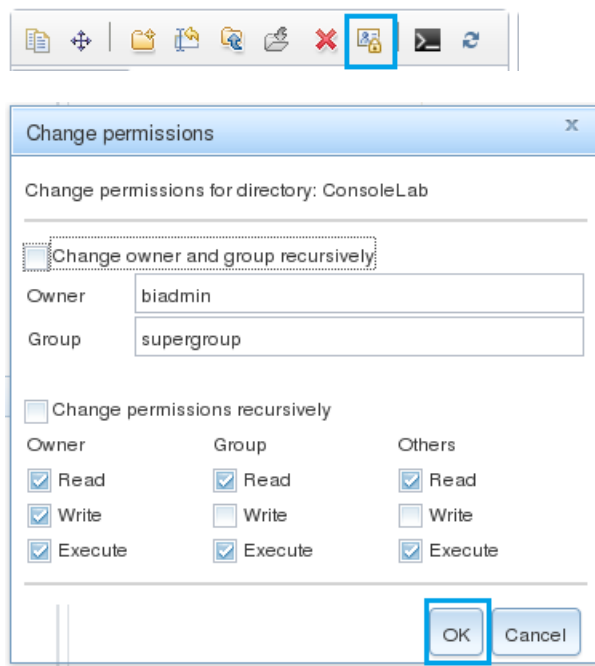 Change permissions
x
Change permissions for directory: ConsoleLab
Change owner and group recursively
Owner biadmin
Group supergroup
Change permissions recursively
Owner Group Others
Read Read Read
Write Write Write
Execute Execute Execute
OK Cancel